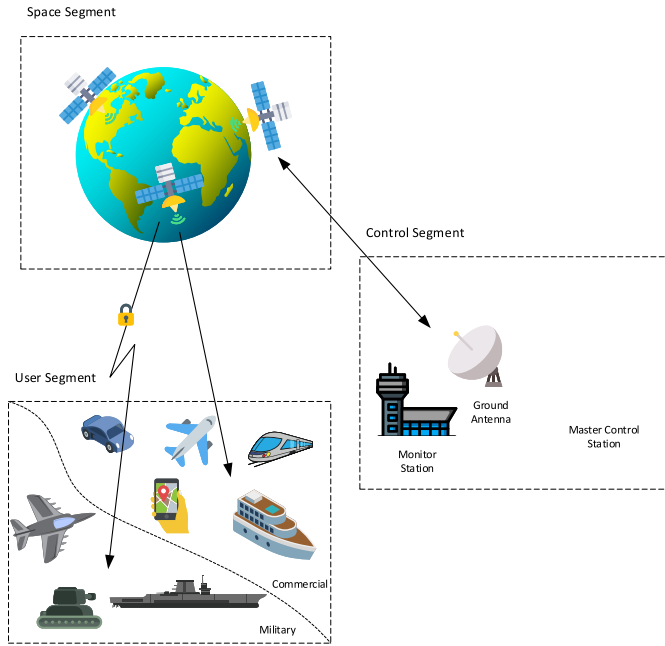 Space Segment
Control Segment
User Segment
Ground
Antenna
Master Control
Station
Monitor
Station
Commercial
Military